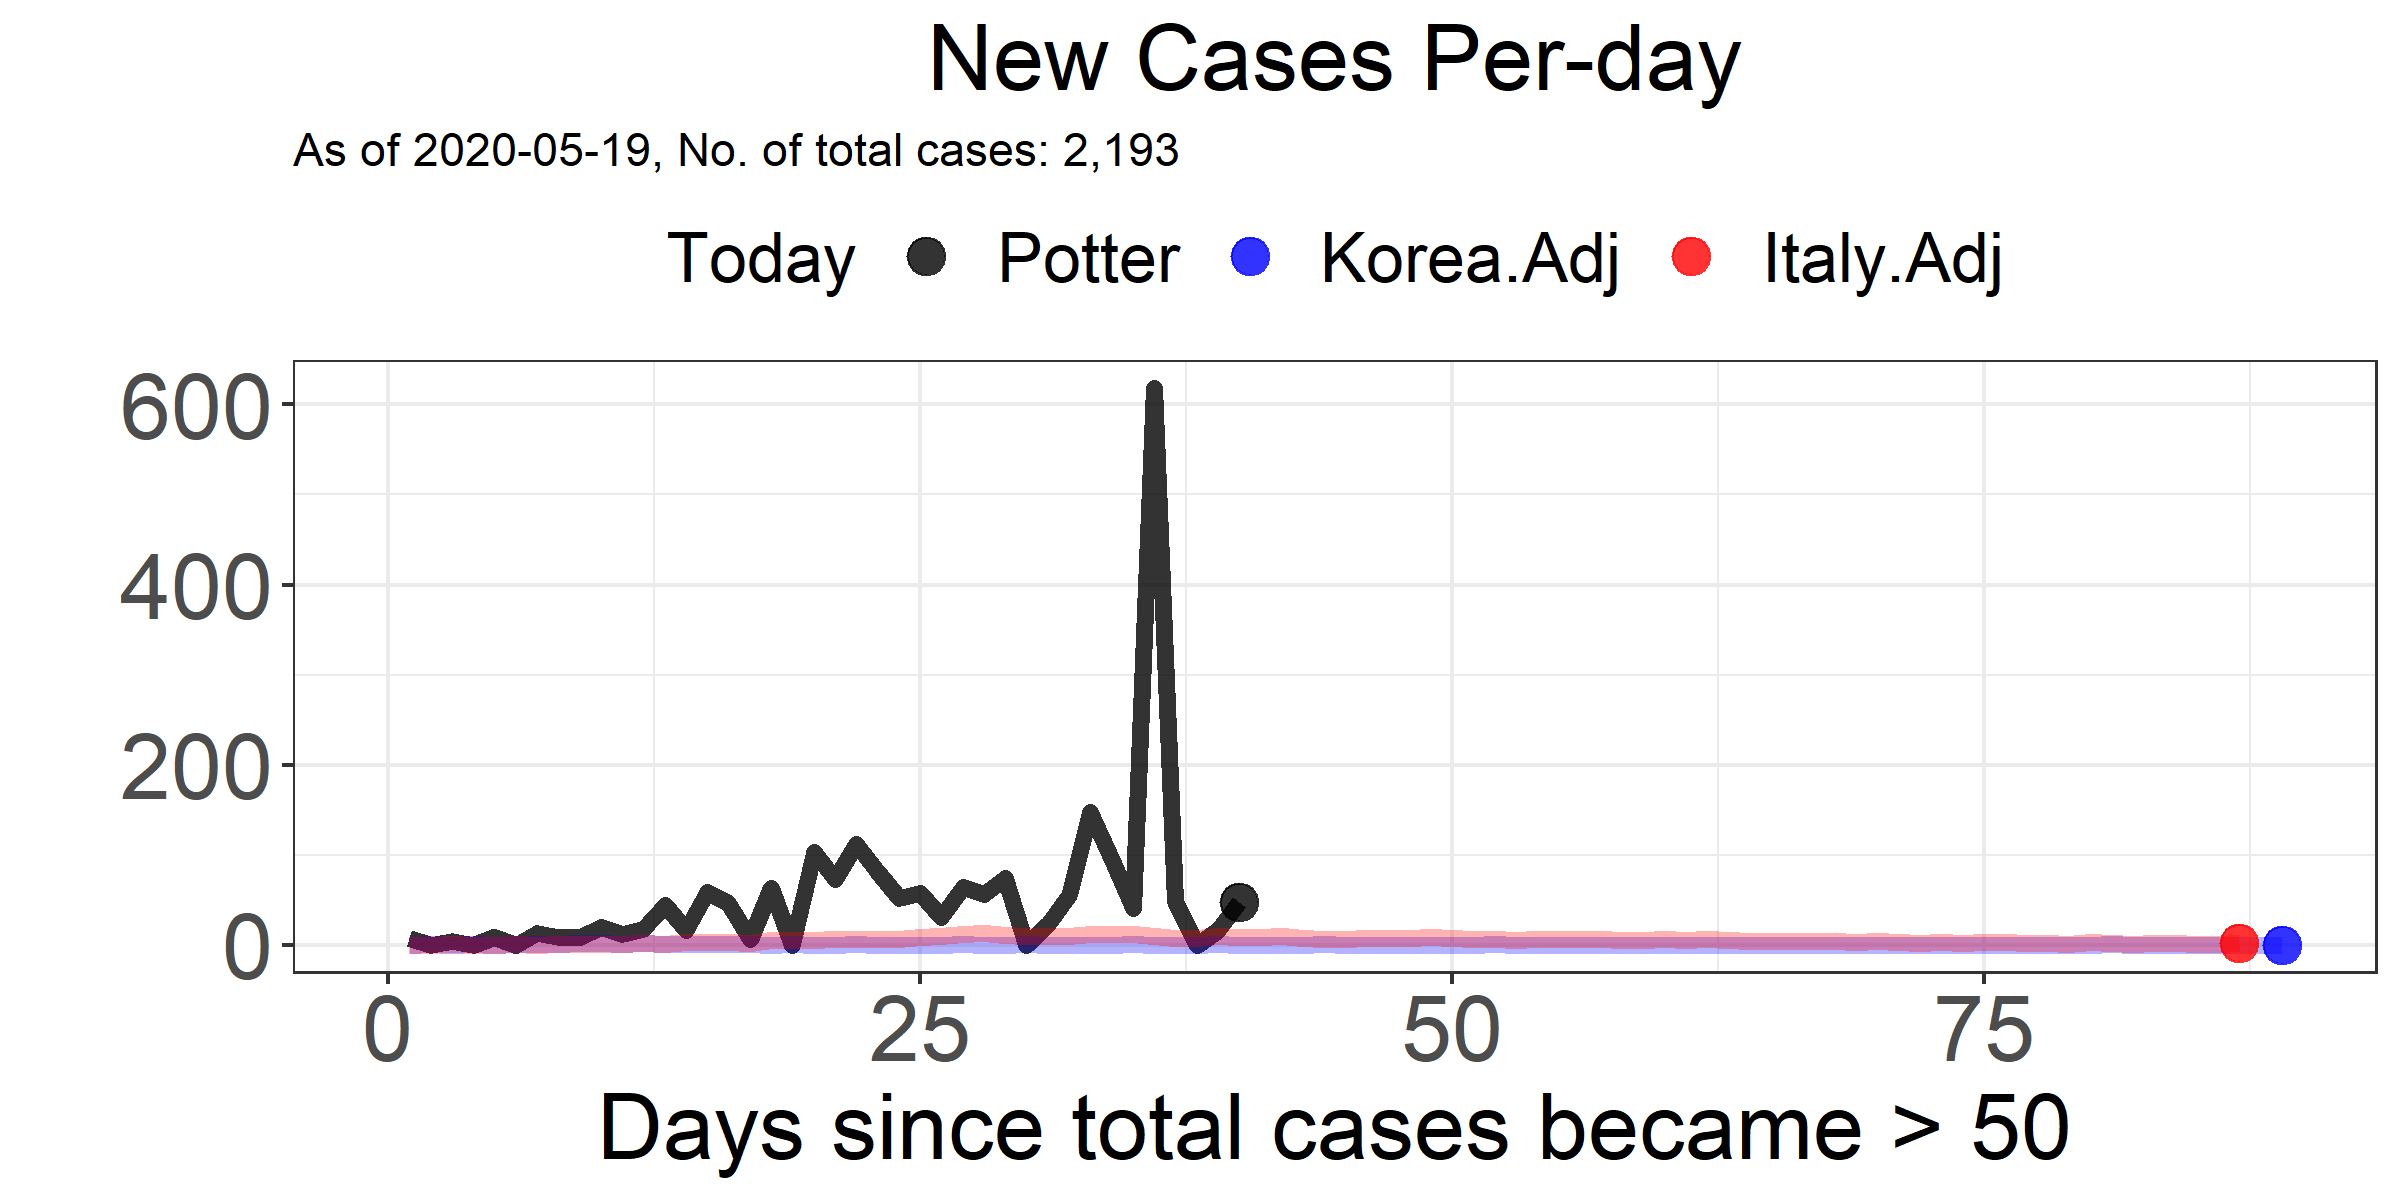 New Cases Per-day
As of 2020-05-19, No. of total cases: 2,193
Today Potter Korea.Adj Italy.Adj
600
400
200
0
0 25 50 75
Days since total cases became > 50